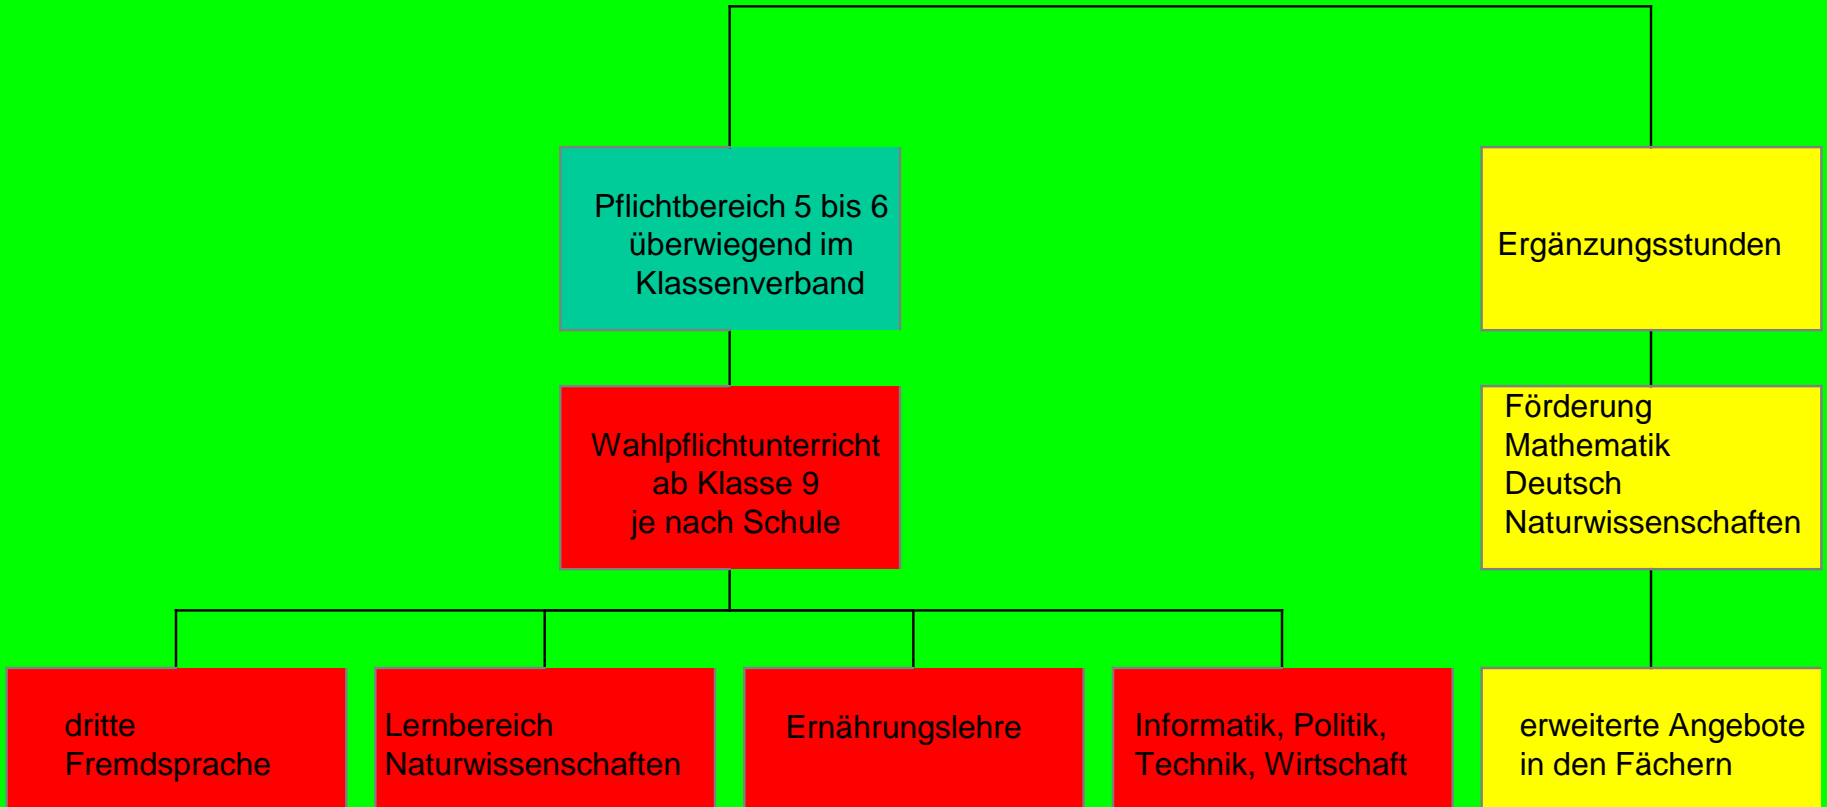 Pflichtbereich 5 bis 6
überwiegend im
Klassenverband
Ergänzungsstunden
Wahlpflichtunterricht
ab Klasse 9
je nach Schule
Förderung
Mathematik
Deutsch
Naturwissenschaften
dritte
Fremdsprache
Lernbereich
Naturwissenschaften
Ernährungslehre
Informatik, Politik,
Technik, Wirtschaft
erweiterte Angebote
in den Fächern